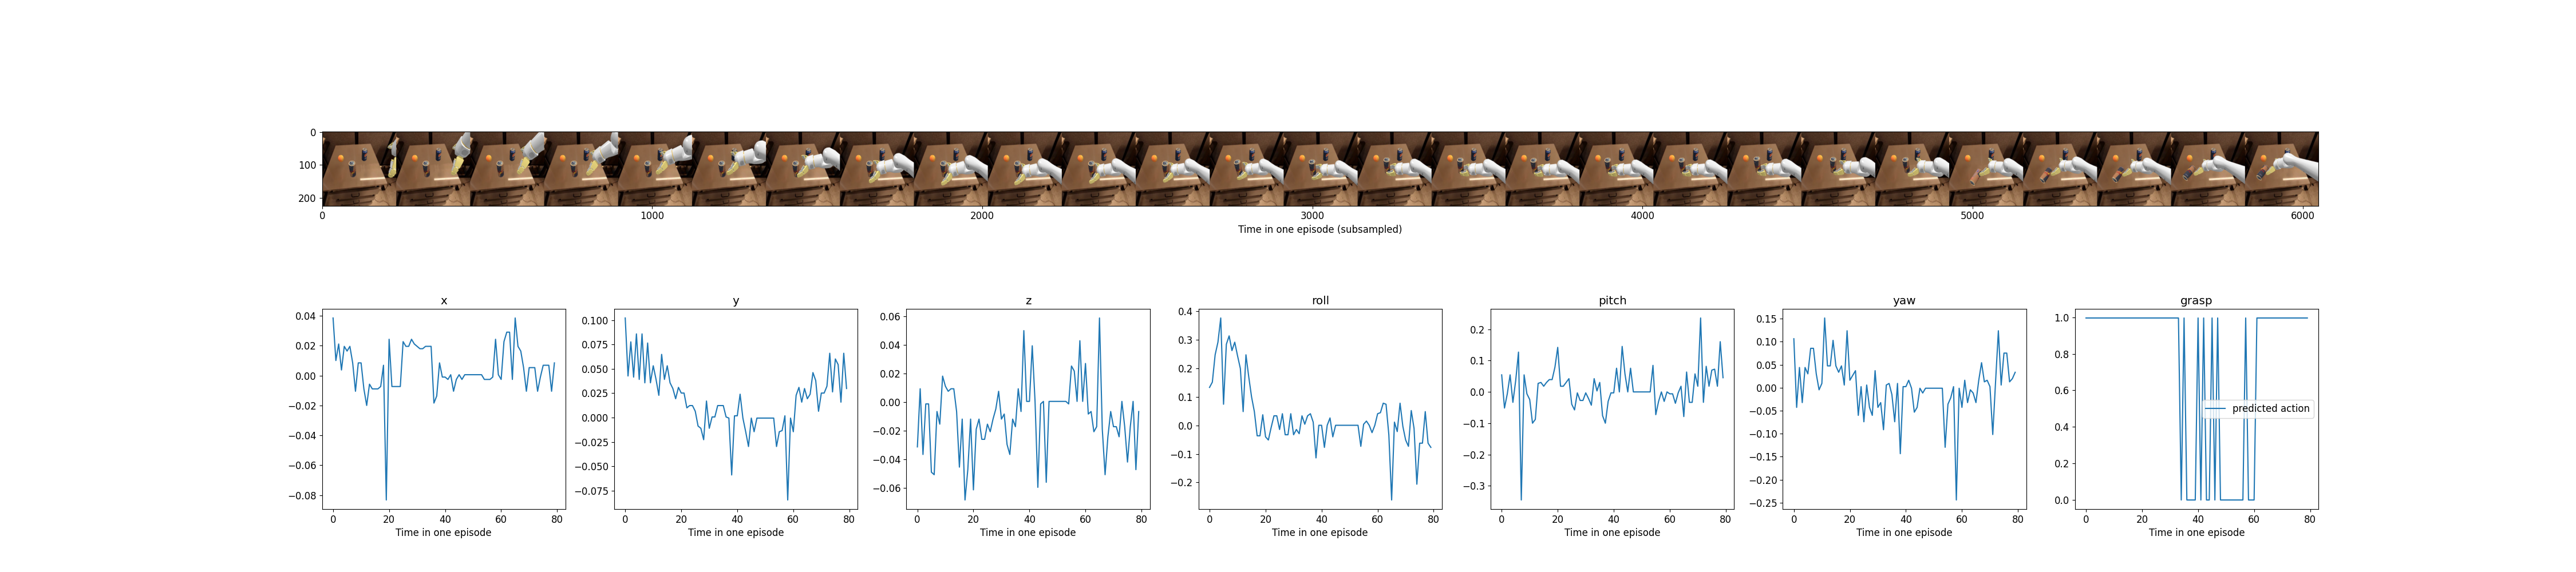 0
100
200
0 1000 2000 3000 4000 5000 6000
Time in one episode (subsampled)
x
0.04
0.02
0.00
−0.02
−0.04
−0.06
−0.08
0 20 40 60 80
Time in one episode
y
0.100
0.075
0.050
0.025
0.000
−0.025
−0.050
−0.075
0 20 40 60 80
Time in one episode
z
0.06
0.04
0.02
0.00
−0.02
−0.04
−0.06
0 20 40 60 80
Time in one episode
roll
0.4
0.3
0.2
0.1
0.0
−0.1
−0.2
0 20 40 60 80
Time in one episode
pitch
0.2
0.1
0.0
−0.1
−0.2
−0.3
0 20 40 60 80
Time in one episode
yaw
0.15
0.10
0.05
0.00
−0.05
−0.10
−0.15
−0.20
−0.25
0 20 40 60 80
Time in one episode
grasp
1.0
0.8
0.6
0.4
0.2
0.0
predicted action
0 20 40 60 80
Time in one episode